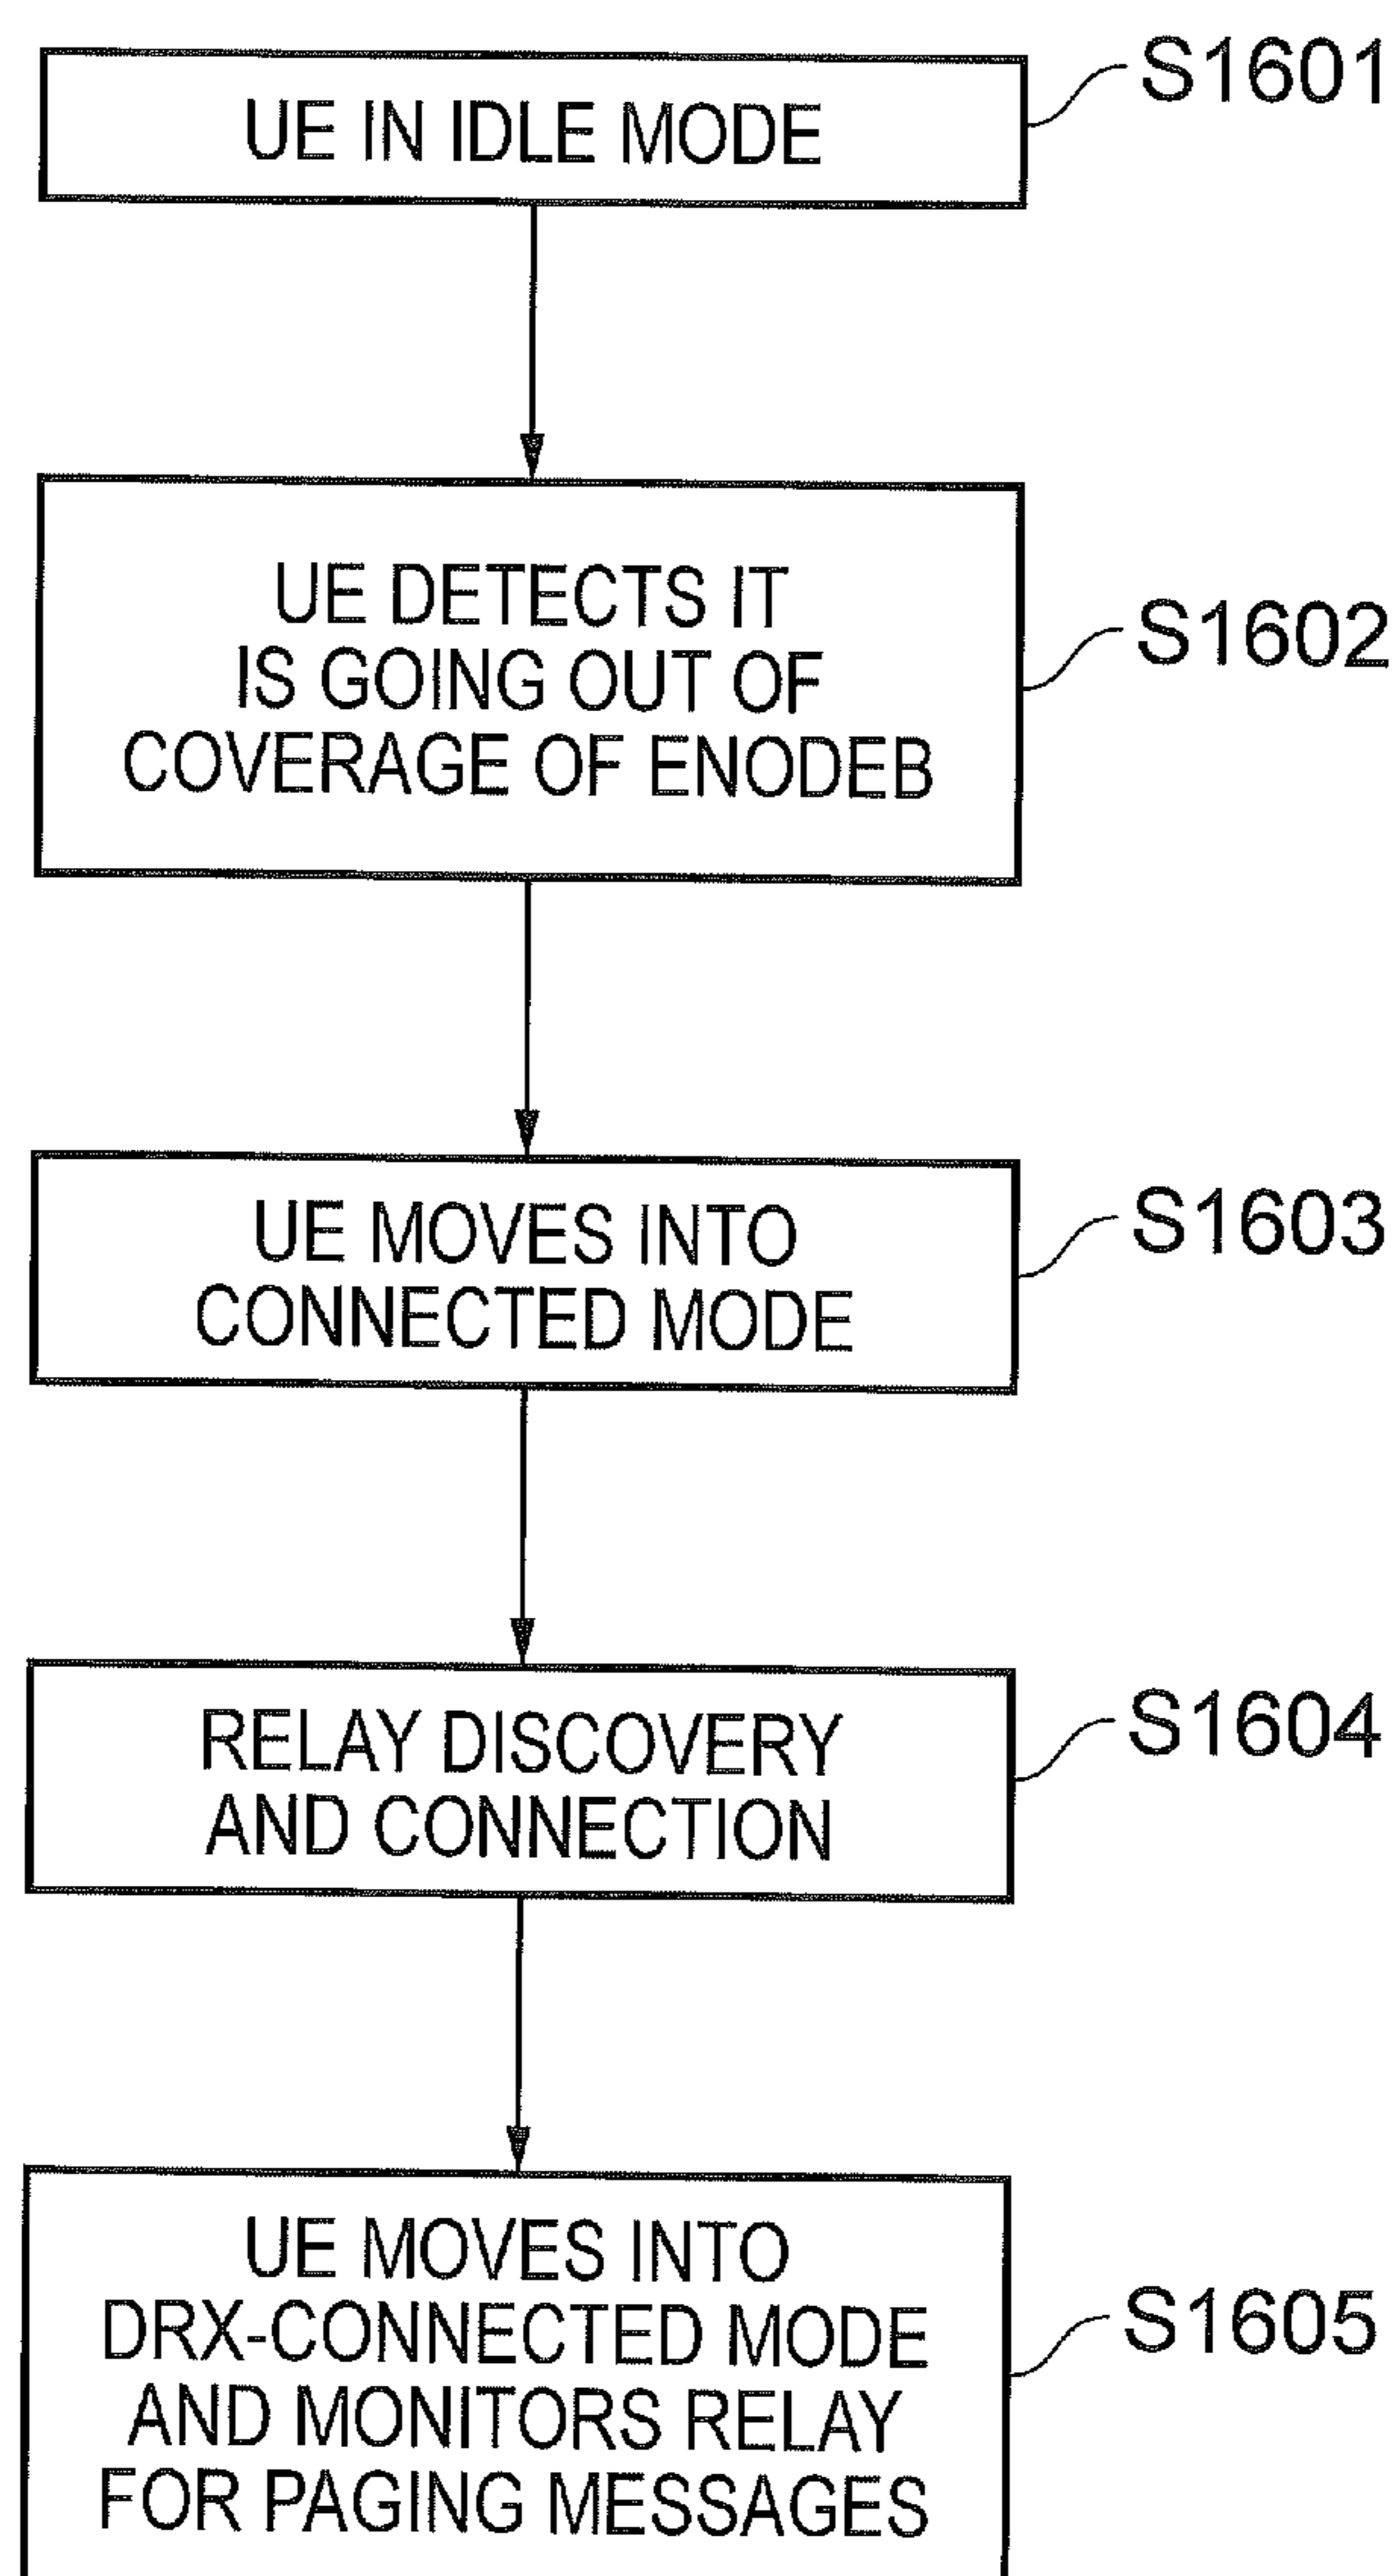 UE IN IDLE MODE
S1601
UE DETECTS IT
IS GOING OUT OF
COVERAGE OF ENODEB
S1602
UE MOVES INTO
CONNECTED MODE
S1603
RELAY DISCOVERY
AND CONNECTION
S1604
UE MOVES INTO
DRX-CONNECTED MODE
AND MONITORS RELAY
FOR PAGING MESSAGES
S1605